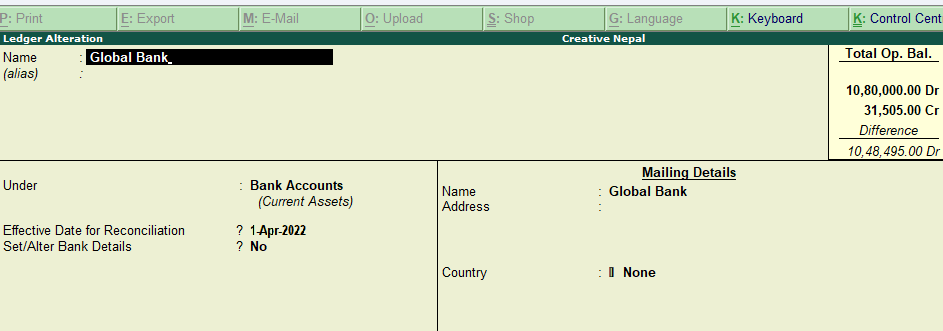 P: Print E: Export M: E-Mail O: Upload S: Shop G: Language K: Keyboard K: Control Cent
Ledger Alteration Creative Nepal
Name : Global Bank
(alias) :
Total Op. Bal.
10,80,000.00 Dr
31,505.00 Cr
Difference
10,48,495.00 Dr
Under : Bank Accounts
(Current Assets)
Effective Date for Reconciliation ? 1-Apr-2022
Set/Alter Bank Details ? No
Mailing Details
Name : Global Bank
Address :
Country : None